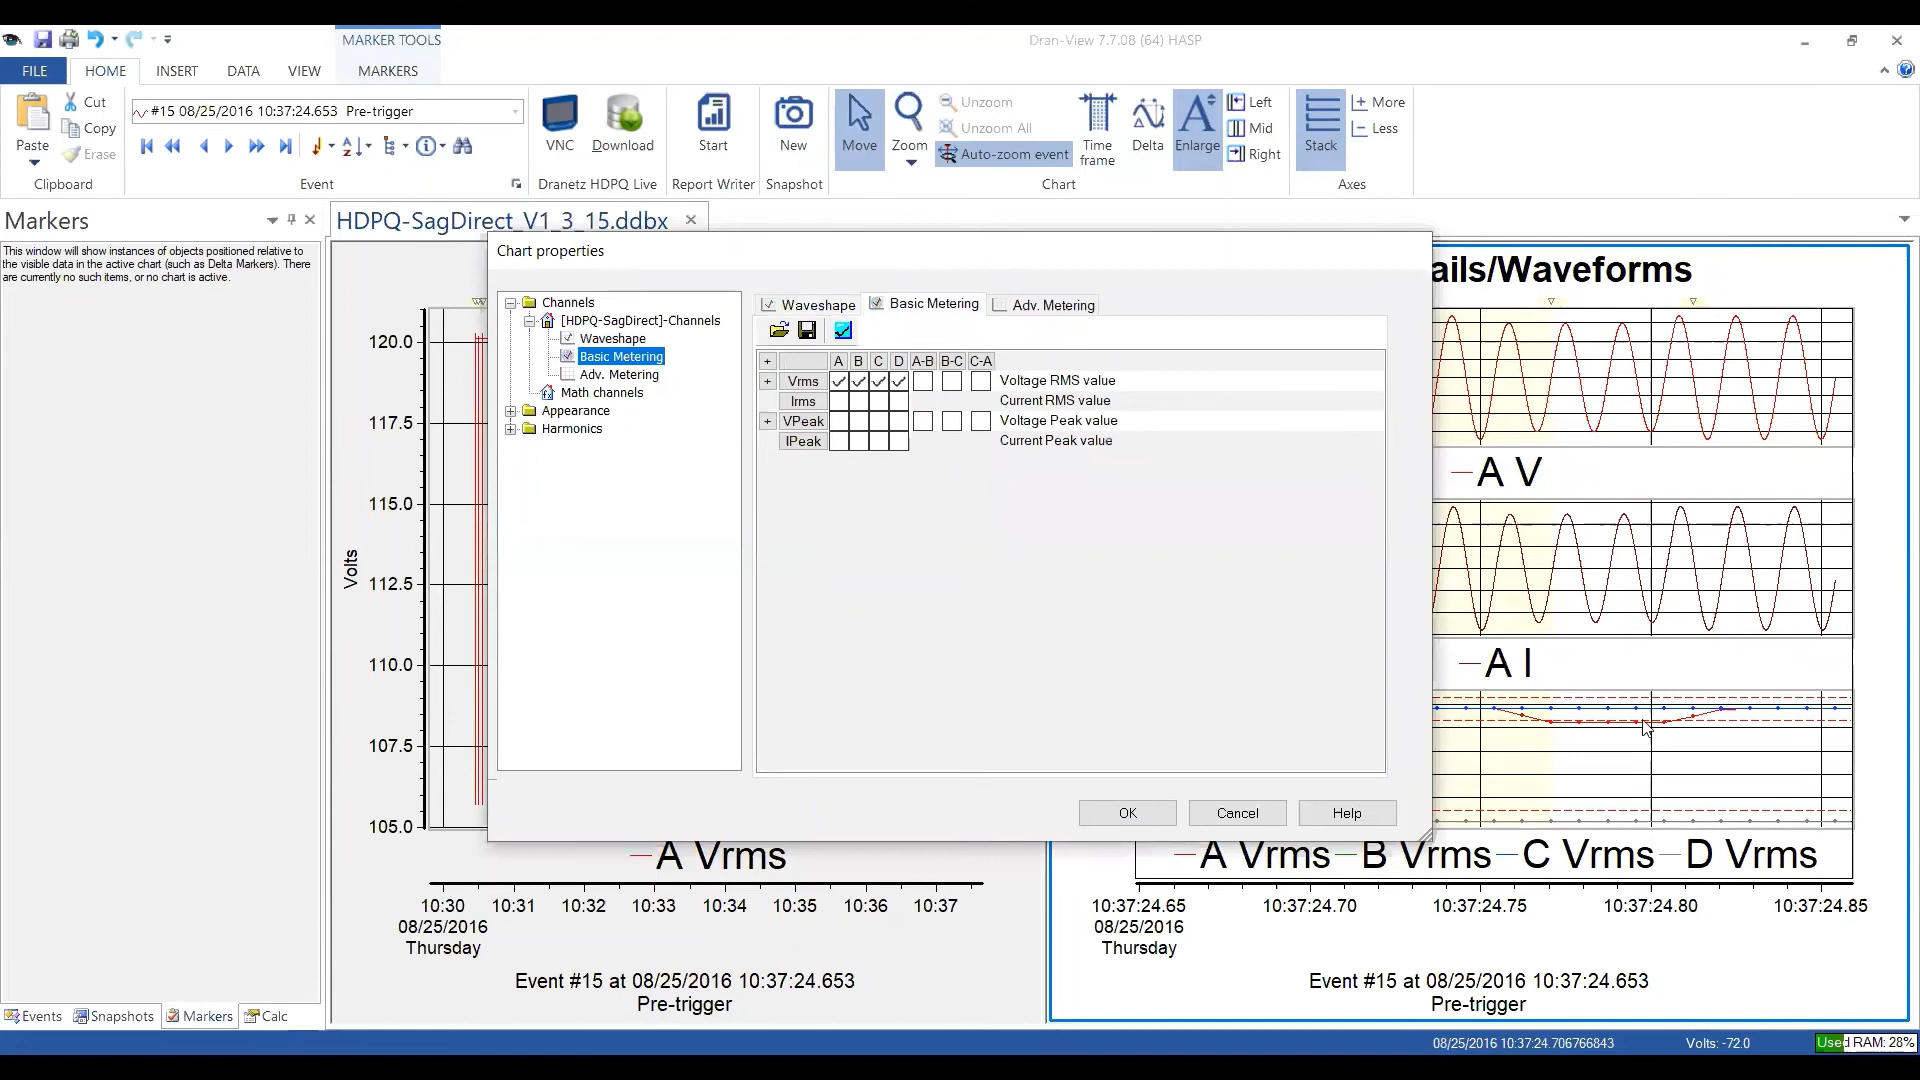 MARKER TOOLS
Dran-View 7.7.08 (64) HASP
FILE HOME INSERT DATA VIEW MARKERS
Paste
Cut
Copy
Erase
Clipboard
#15 08/25/2016 10:37:24.653 Pre-trigger
Event
VNC
Download
Dranetz HDPQ Live
Start
Report Writer
New
Snapshot
Move
Zoom
Unzoom
Unzoom All
Auto-zoom event
Time
frame
Delta
Enlarge
Left
Mid
Right
Chart
Stack
More
Less
Axes
Markers
This window will show instances of objects positioned relative to
the visible data in the active chart (such as Delta Markers). There
are currently no such items, or no chart is active.
Events Snapshots Markers Calc
HDPQ-SagDirect_V1_3_15.ddbx
Chart properties
Channels
[HDPQ-SagDirect]-Channels
Waveshape
Basic Metering
Adv. Metering
Math channels
Appearance
Harmonics
Waveshape Basic Metering Adv. Metering
+ A B C D A-B B-C C-A
+ Vrms Voltage RMS value
Irms Current RMS value
+ VPeak Voltage Peak value
IPeak Current Peak value
OK Cancel Help
Volts
120.0
117.5
115.0
112.5
110.0
107.5
105.0
A Vrms
10:30 10:31 10:32 10:33 10:34 10:35 10:36 10:37
08/25/2016
Thursday
Event #15 at 08/25/2016 10:37:24.653
Pre-trigger
ails/Waveforms
A V
A I
A Vrms B Vrms C Vrms D Vrms
10:37:24.65 10:37:24.70 10:37:24.75 10:37:24.80 10:37:24.85
08/25/2016
Thursday
Event #15 at 08/25/2016 10:37:24.653
Pre-trigger
08/25/2016 10:37:24.706766843 Volts: -72.0 Used RAM: 28%